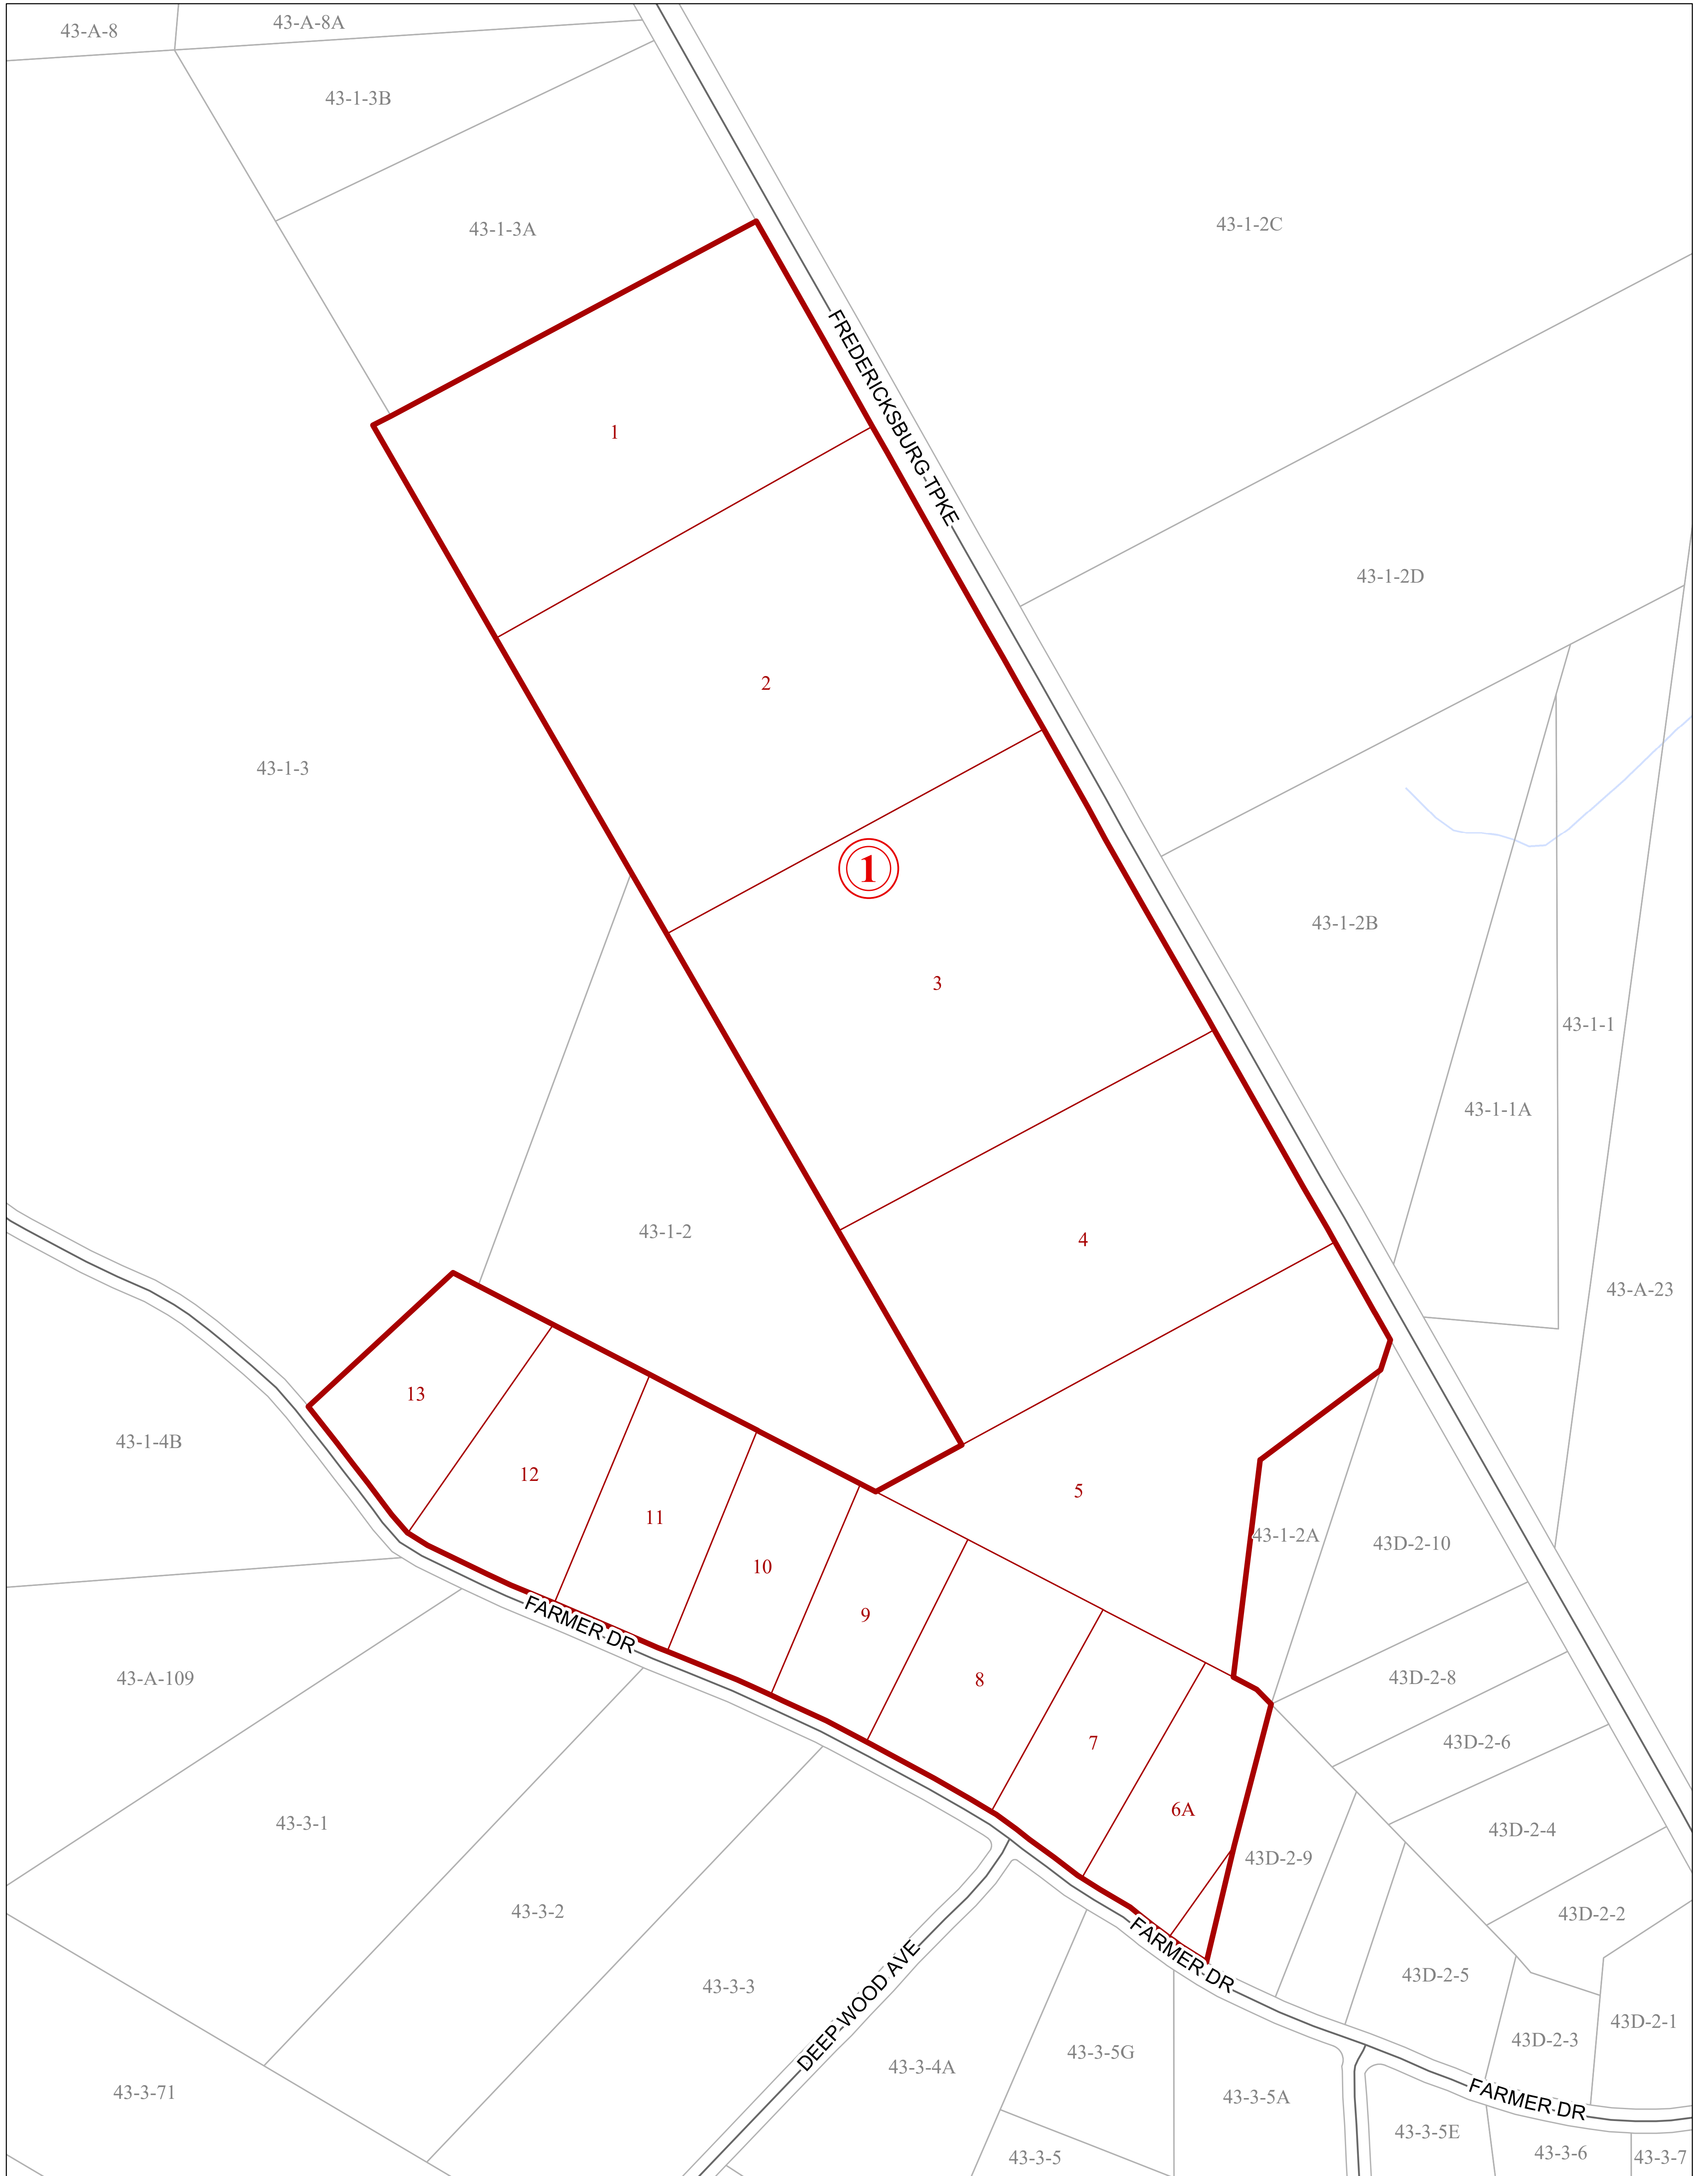 43-A-8
43-A-8A
43-1-3B
43-1-3A
43-1-2C
FREDERICKSBURG TPKE
1
43-1-2D
2
43-1-3
1
43-1-2B
3
43-1-1
43-1-1A
43-1-2
4
43-A-23
13
43-1-4B
12
5
11
43-1-2A
43D-2-10
10
9
FARMER DR
43-A-109
8
43D-2-8
7
43D-2-6
6A
43-3-1
43D-2-4
43D-2-9
43-3-2
43D-2-2
FARMER DR
43D-2-5
43-3-3
DEEP WOOD AVE
43D-2-1
43D-2-3
43-3-5G
43-3-4A
43-3-71
43-3-5A
FARMER DR
43-3-5E
43-3-6
43-3-5
43-3-7